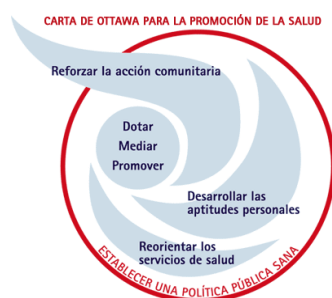 CARTA DE OTTAWA PARA LA PROMOCIÓN DE LA SALUD
Reforzar la acción comunitaria
Dotar
Mediar
Promover
Desarrollar las
aptitudes personales
Reorientar los
servicios de salud
ESTABLECER UNA POLÍTICA PÚBLICA SANA